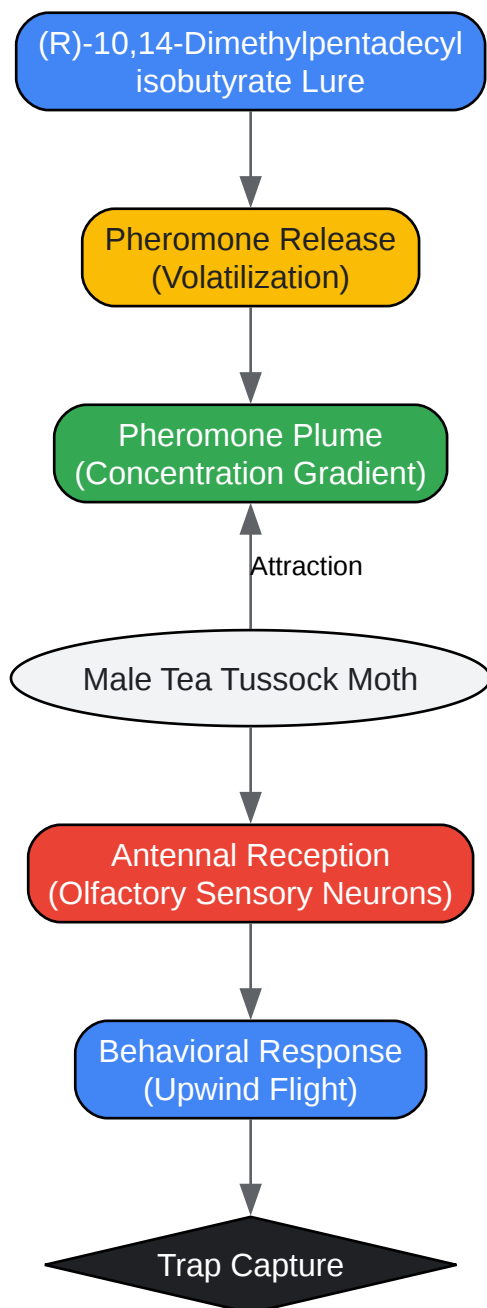 (R)-10,14-Dimethylpentadecyl
isobutyrate Lure
Pheromone Release
(Volatilization)
Pheromone Plume
(Concentration Gradient)
Attraction
Male Tea Tussock Moth
Antennal Reception
(Olfactory Sensory Neurons)
Behavioral Response
(Upwind Flight)
Trap Capture